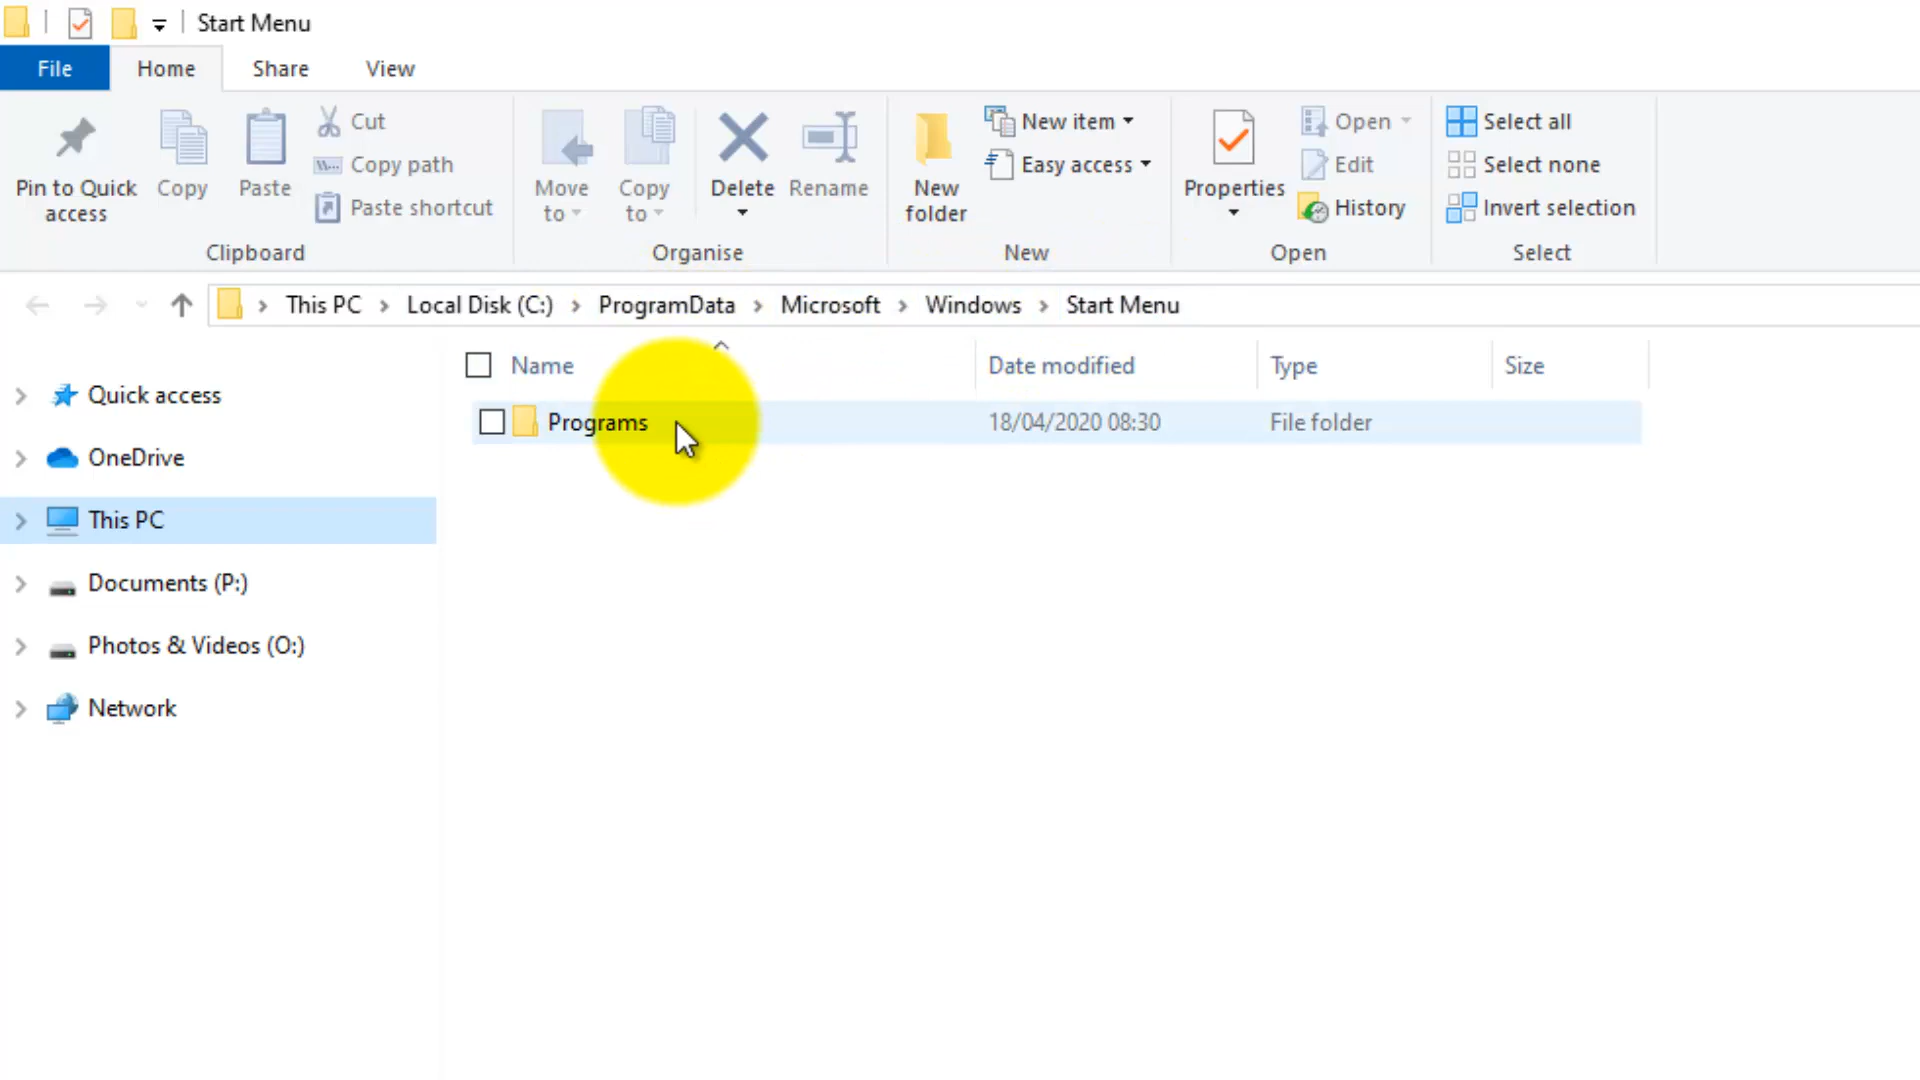 Start Menu
File Home Share View
Pin to Quick access
Copy
Paste
Cut
Copy path
Paste shortcut
Clipboard
Move to
Copy to
Delete
Rename
Organise
New folder
New item
Easy access
New
Properties
Open
Edit
History
Open
Select all
Select none
Invert selection
Select
This PC > Local Disk (C:) > ProgramData > Microsoft > Windows > Start Menu
Name Date modified Type Size
Programs 18/04/2020 08:30 File folder
Quick access
OneDrive
This PC
Documents (P:)
Photos & Videos (O:)
Network